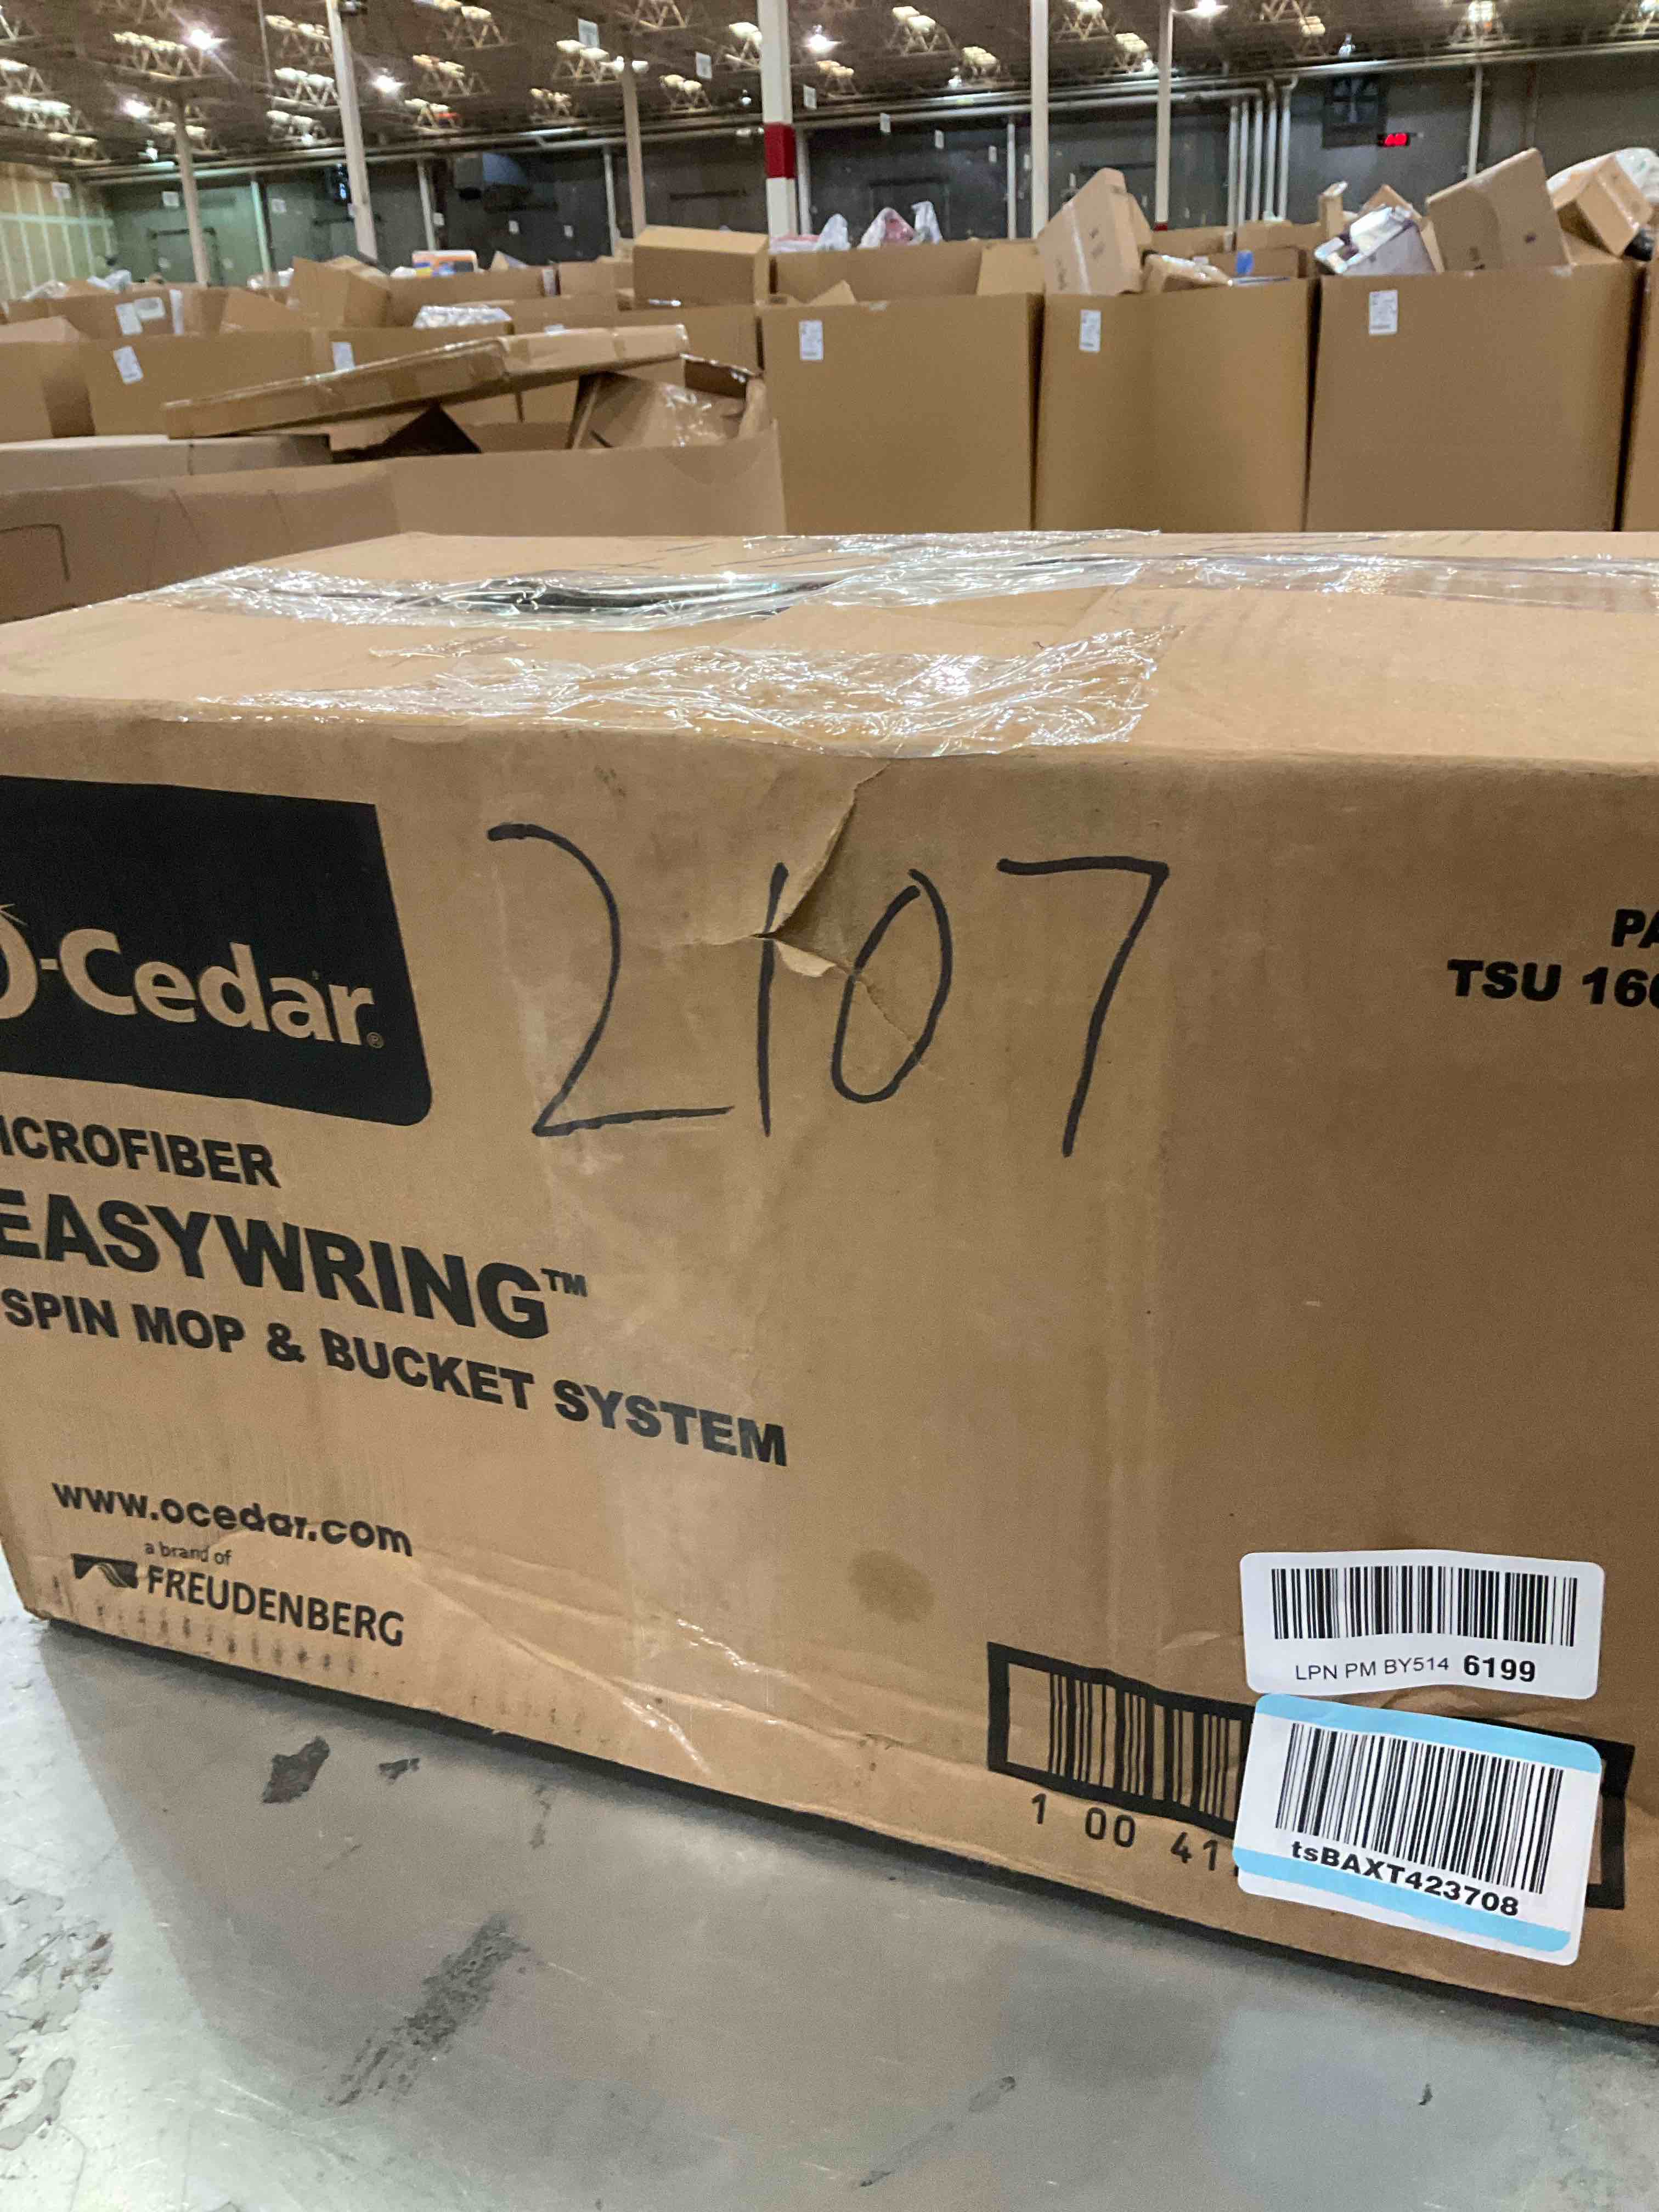 2107
-Cedar®
PA
TSU 16
ICROFIBER
EASYWRING™
SPIN MOP & BUCKET SYSTEM
www.ocedar.com
a brand of
FREUDENBERG
LPN PM BY514 6199
1 00 41
tsBAXT423708